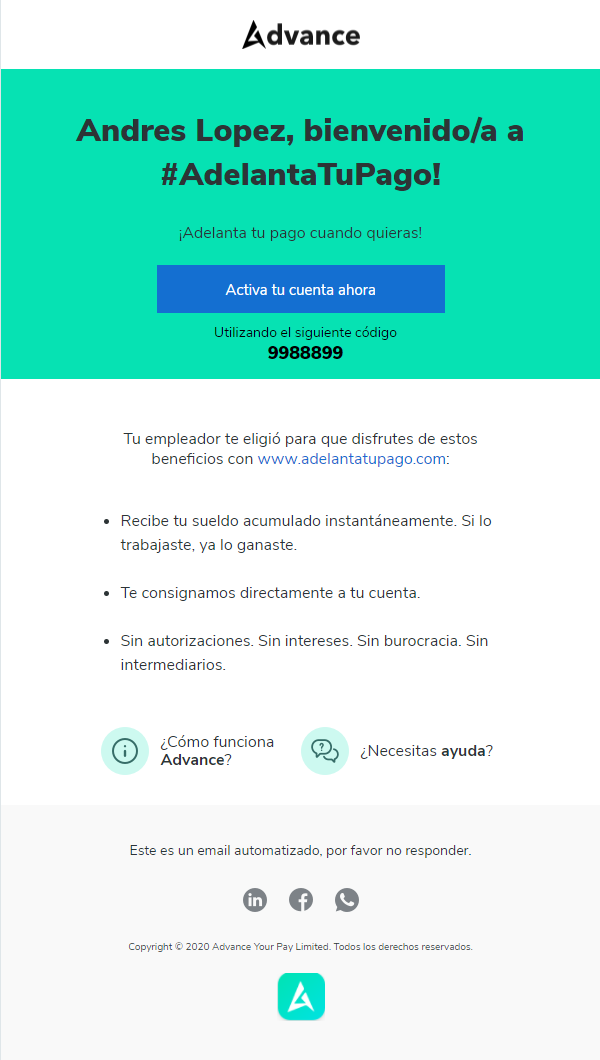 Advance
Andres Lopez, bienvenido/a a
#AdelantaTuPago!
¡Adelanta tu pago cuando quieras!
Activa tu cuenta ahora
Utilizando el siguiente código
9988899
Tu empleador te eligió para que disfrutes de estos
beneficios con www.adelantatupago.com:
• Recibe tu sueldo acumulado instantáneamente. Si lo
trabajaste, ya lo ganaste.
• Te consignamos directamente a tu cuenta.
• Sin autorizaciones. Sin intereses. Sin burocracia. Sin
intermediarios.
¿Cómo funciona
Advance?
¿Necesitas ayuda?
Este es un email automatizado, por favor no responder.
Copyright © 2020 Advance Your Pay Limited. Todos los derechos reservados.